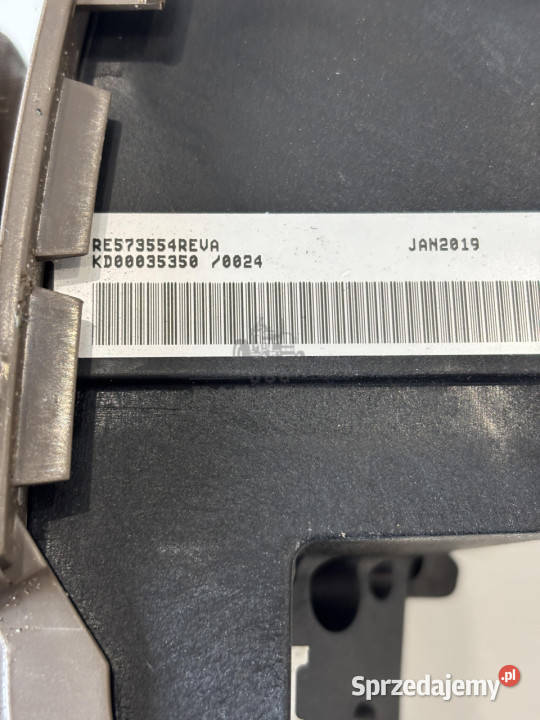 RE573554REVA JAN2019
KD00035350 /0024
Sprzedajemy.pl